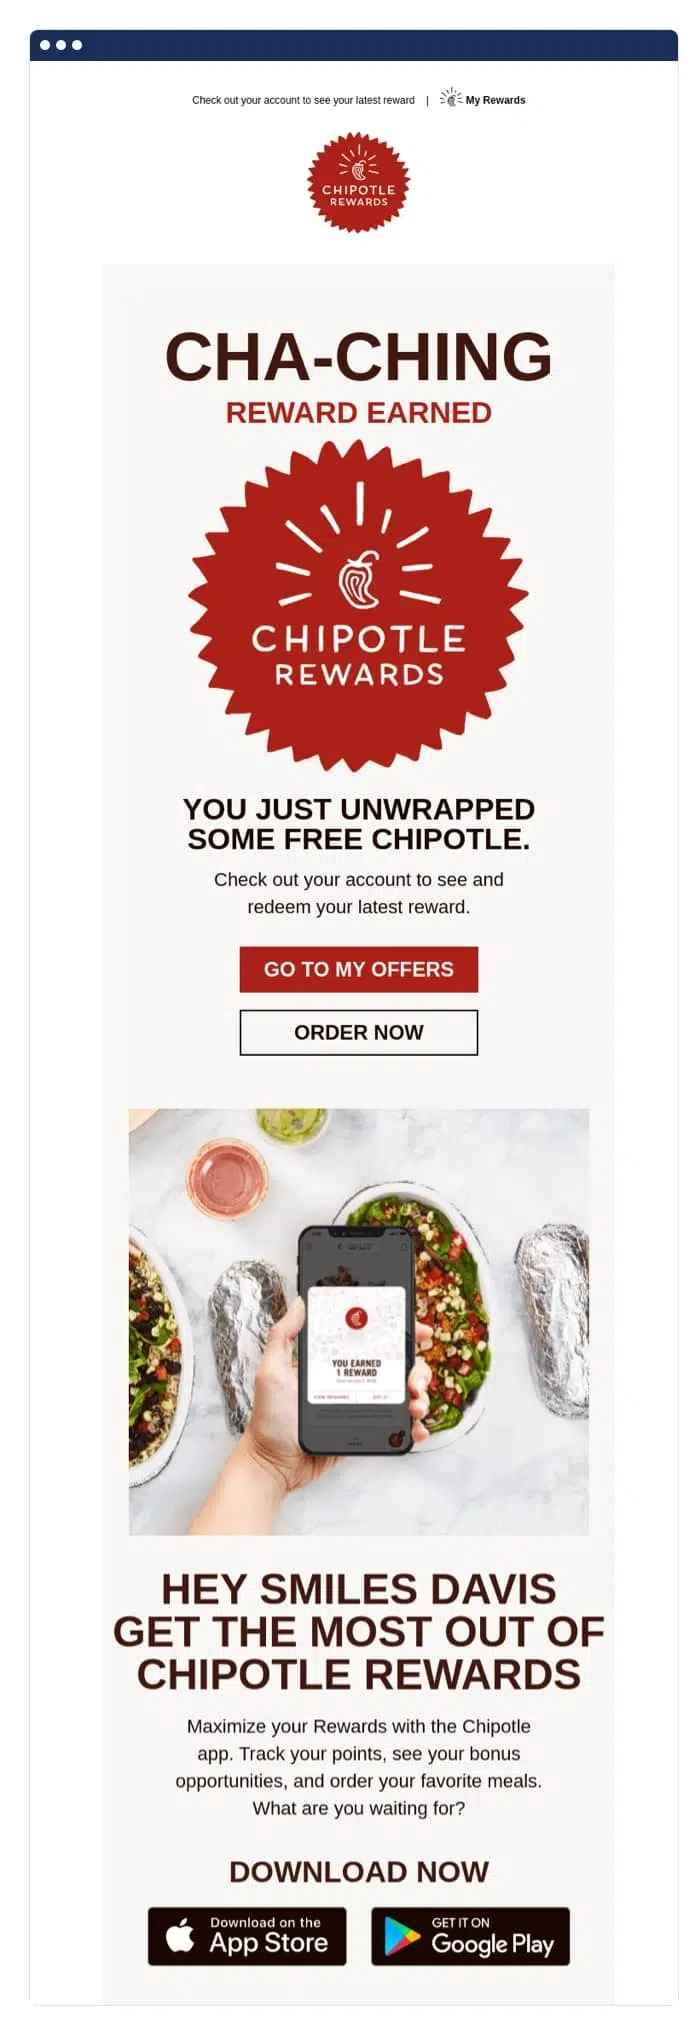 Check out your account to see your latest reward | My Rewards
CHIPOTLE
REWARDS
CHA-CHING
REWARD EARNED
CHIPOTLE
REWARDS
YOU JUST UNWRAPPED
SOME FREE CHIPOTLE.
Check out your account to see and
redeem your latest reward.
GO TO MY OFFERS
ORDER NOW
YOU EARNED
1 REWARD
VIEW REWARDS
HEY SMILES DAVIS
GET THE MOST OUT OF
CHIPOTLE REWARDS
Maximize your Rewards with the Chipotle
app. Track your points, see your bonus
opportunities, and order your favorite meals.
What are you waiting for?
DOWNLOAD NOW
Download on the
App Store
GET IT ON
Google Play